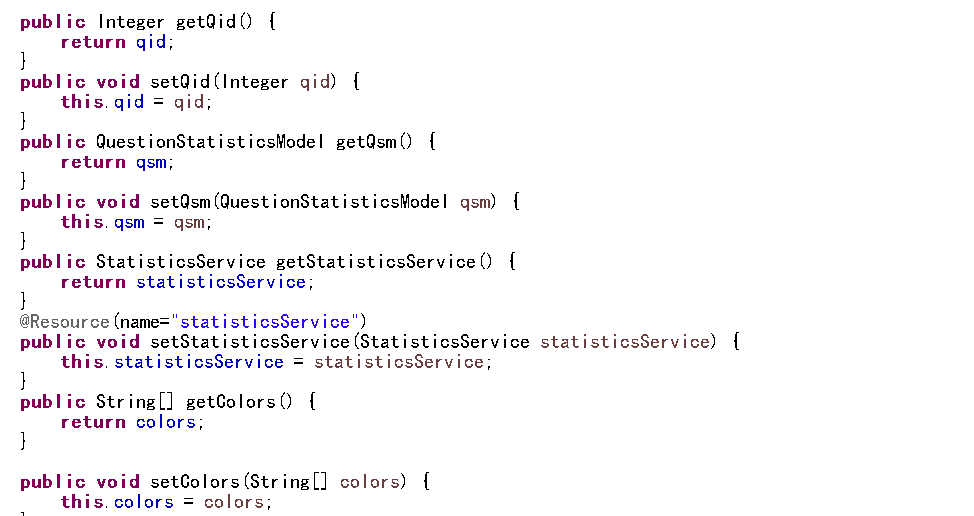 public Integer getQid() {
    return qid;
}
public void setQid(Integer qid) {
    this.qid = qid;
}
public QuestionStatisticsModel getQsm() {
    return qsm;
}
public void setQsm(QuestionStatisticsModel qsm) {
    this.qsm = qsm;
}
public StatisticsService getStatisticsService() {
    return statisticsService;
}
@Resource(name="statisticsService")
public void setStatisticsService(StatisticsService statisticsService) {
    this.statisticsService = statisticsService;
}
public String[] getColors() {
    return colors;
}

public void setColors(String[] colors) {
    this.colors = colors;
}